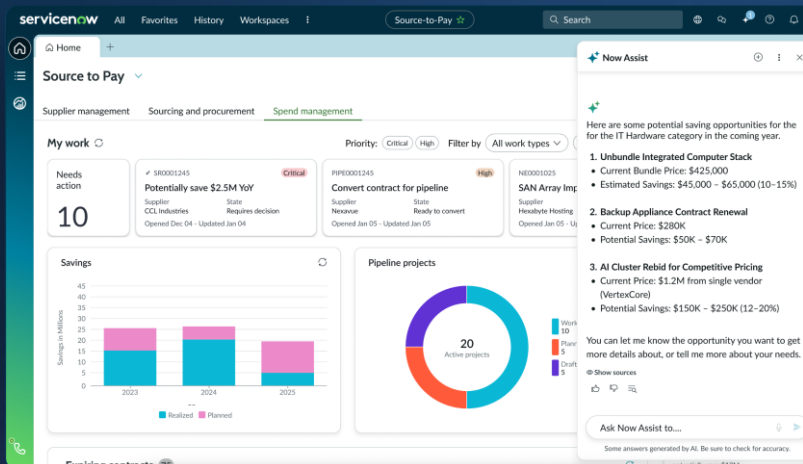 servicenow All Favorites History Workspaces Source-to-Pay Search
Home
Source to Pay
Supplier management Sourcing and procurement Spend management
My work Priority: Critical High Filter by All work types
Needs action
10
SR0001245 Critical
Potentially save $2.5M YoY
Supplier State
CCL Industries Requires decision
Opened Dec 04 - Updated Jan 04
PIPE0001245 High
Convert contract for pipeline
Supplier State
Nexavue Ready to convert
Opened Jan 05 - Updated Jan 05
NE0001025
SAN Array Imp
Supplier
Hexabyte Hosting
Opened Jan 05 - Up
Savings
Savings in Millions
45
40
35
30
25
20
15
10
5
0
2023 2024 2025
Realized Planned
Pipeline projects
20
Active projects
Work
10
Plann
5
Draft
5
Now Assist
Here are some potential saving opportunities for the
for the IT Hardware category in the coming year.
1. Unbundle Integrated Computer Stack
• Current Bundle Price: $425,000
• Estimated Savings: $45,000 – $65,000 (10–15%)
2. Backup Appliance Contract Renewal
• Current Price: $280K
• Potential Savings: $50K – $70K
3. AI Cluster Rebid for Competitive Pricing
• Current Price: $1.2M from single vendor
(VertexCore)
• Potential Savings: $150K – $250K (12–20%)
You can let me know the opportunity you want to get
more details about, or tell me more about your needs.
Show sources
Ask Now Assist to....
Some answers generated by AI. Be sure to check for accuracy.